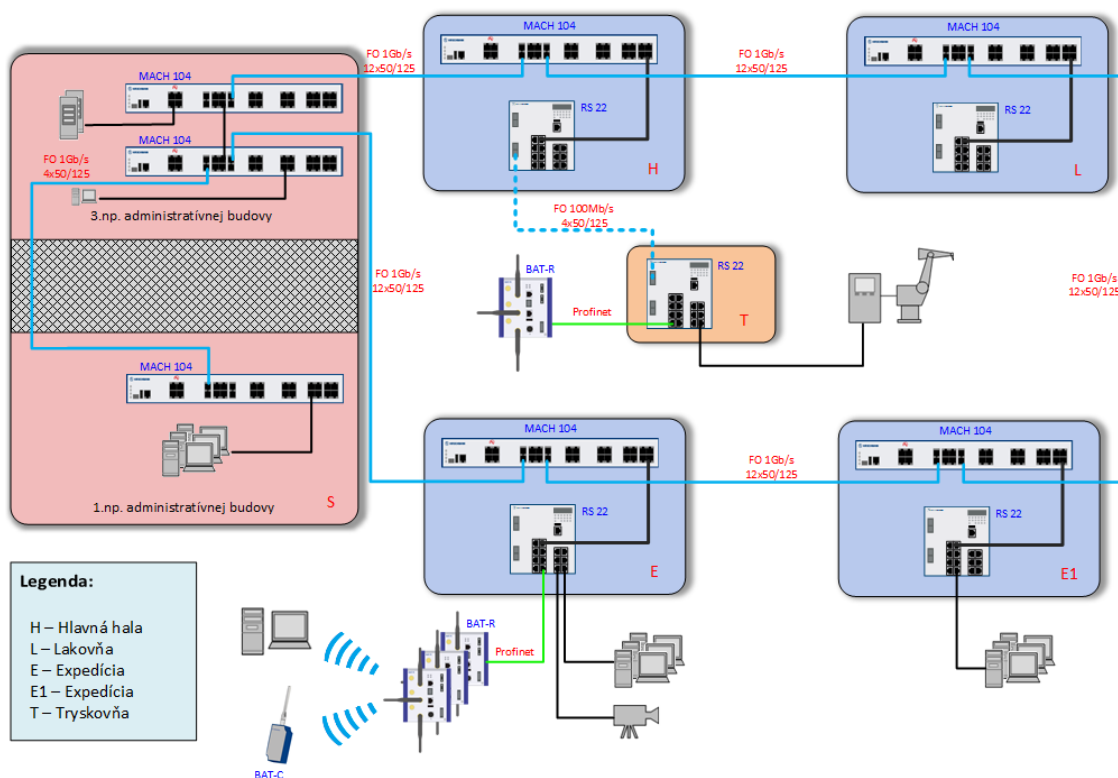 MACH 104
FO 1Gb/s
12x50/125
MACH 104
RS 22
H
FO 1Gb/s
12x50/125
MACH 104
RS 22
L
MACH 104
MACH 104
FO 1Gb/s
4x50/125
3.np. administratívnej budovy
FO 1Gb/s
12x50/125
MACH 104
1.np. administratívnej budovy
S
FO 100Mb/s
4x50/125
BAT-R
Profinet
RS 22
T
FO 1Gb/s
12x50/125
MACH 104
RS 22
E
FO 1Gb/s
12x50/125
MACH 104
RS 22
E1
BAT-R
Profinet
BAT-C
Legenda:
H – Hlavná hala
L – Lakovňa
E – Expedícia
E1 – Expedícia
T – Tryskovňa